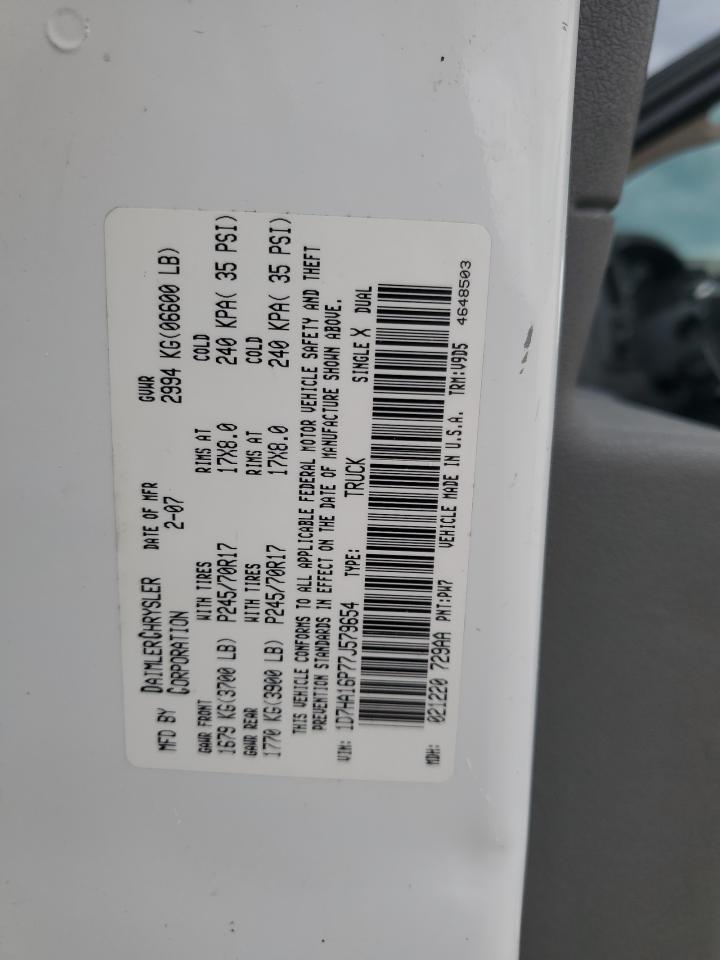 MFD BY DAIMLERCHRYSLER CORPORATION DATE OF MFR 2-07 GVWR 2994 KG(06600 LB)
GAWR FRONT WITH TIRES RIMS AT COLD
1679 KG(3700 LB) P245/70R17 17X8.0 240 KPA( 35 PSI)
GAWR REAR WITH TIRES RIMS AT COLD
1770 KG(3900 LB) P245/70R17 17X8.0 240 KPA( 35 PSI)
THIS VEHICLE CONFORMS TO ALL APPLICABLE FEDERAL MOTOR VEHICLE SAFETY AND THEFT
PREVENTION STANDARDS IN EFFECT ON THE DATE OF MANUFACTURE SHOWN ABOVE.
VIN: 1D7HA16P77J579654 TYPE: TRUCK SINGLE X DUAL
MDH: 021220 729AA PNT:PW7 VEHICLE MADE IN U.S.A. TRM:V9D5 4648503